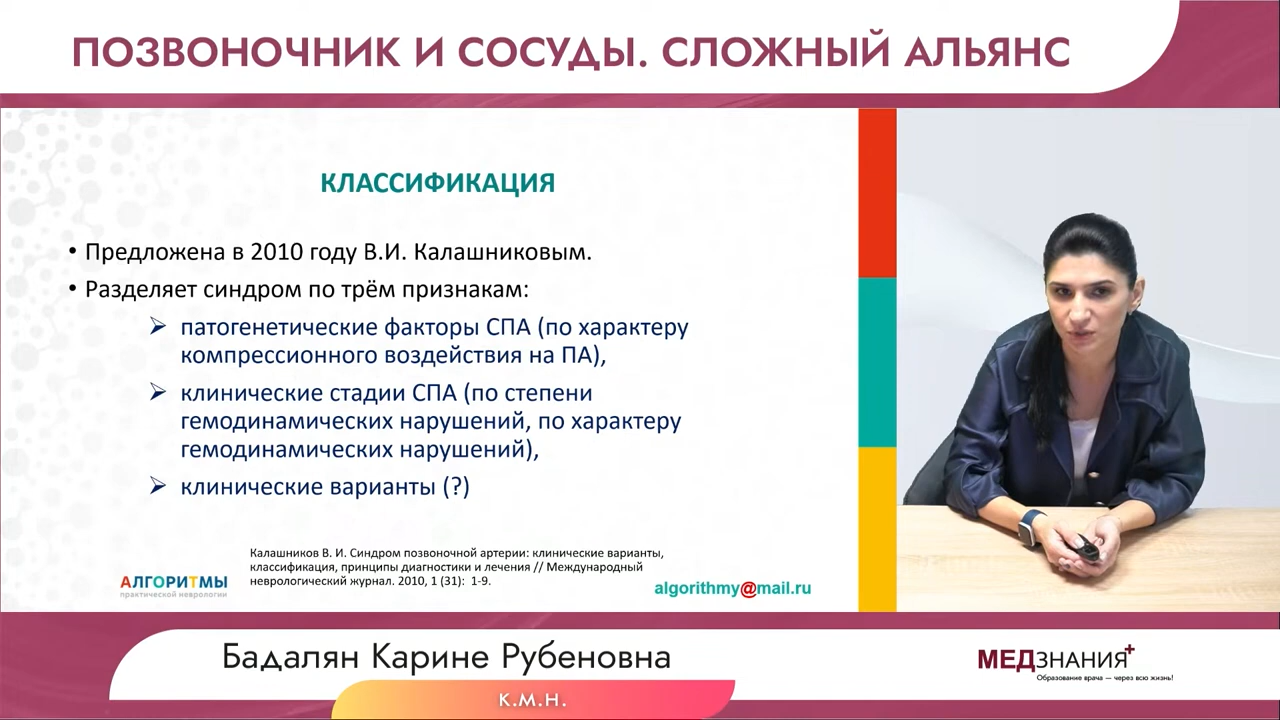 ПОЗВОНОЧНИК И СОСУДЫ. СЛОЖНЫЙ АЛЬЯНС
КЛАССИФИКАЦИЯ
• Предложена в 2010 году В.И. Калашниковым.
• Разделяет синдром по трём признакам:
➢ патогенетические факторы СПА (по характеру
компрессионного воздействия на ПА),
➢ клинические стадии СПА (по степени
гемодинамических нарушений, по характеру
гемодинамических нарушений),
➢ клинические варианты (?)
Калашников В. И. Синдром позвоночной артерии: клинические варианты,
классификация, принципы диагностики и лечения // Международный
неврологический журнал. 2010, 1 (31): 1-9.
АЛГОРИТМЫ
практической неврологии
algorithmy@mail.ru
Бадалян Карине Рубеновна
К.М.Н.
МЕДЗНАНИЯ+
Образование врача — через всю жизнь!